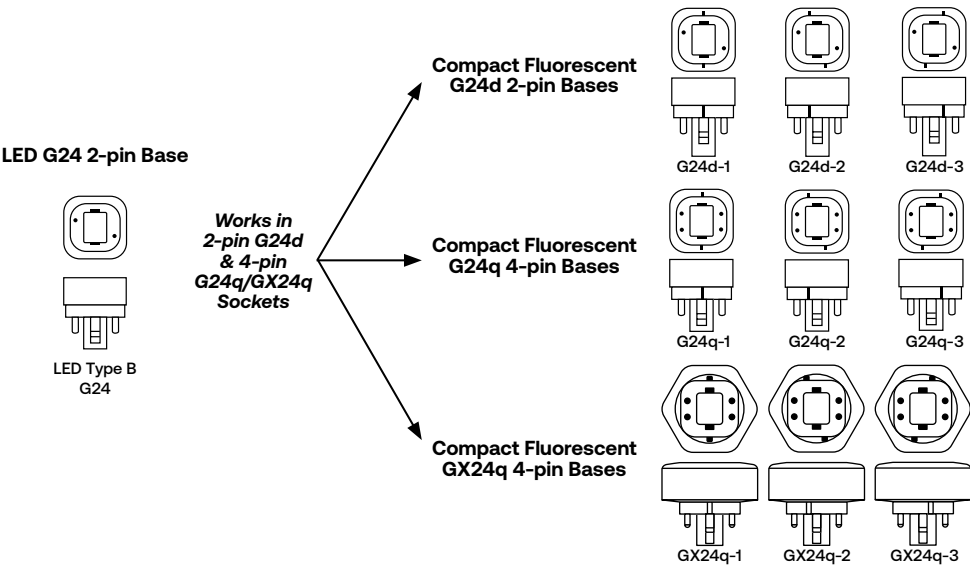 LED G24 2-pin Base
LED Type B
G24
Works in
2-pin G24d
& 4-pin
G24q/GX24q
Sockets
Compact Fluorescent
G24d 2-pin Bases
G24d-1
G24d-2
G24d-3
Compact Fluorescent
G24q 4-pin Bases
G24q-1
G24q-2
G24q-3
Compact Fluorescent
GX24q 4-pin Bases
GX24q-1
GX24q-2
GX24q-3